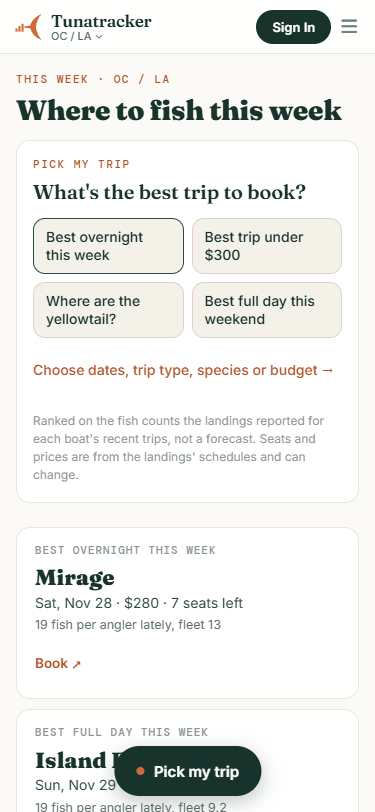 Tunatracker
OC / LA
Sign In
THIS WEEK · OC / LA
Where to fish this week
PICK MY TRIP
What's the best trip to book?
Best overnight
this week
Best trip under
$300
Where are the
yellowtail?
Best full day this
weekend
Choose dates, trip type, species or budget →
Ranked on the fish counts the landings reported for
each boat's recent trips, not a forecast. Seats and
prices are from the landings' schedules and can
change.
BEST OVERNIGHT THIS WEEK
Mirage
Sat, Nov 28 · $280 · 7 seats left
19 fish per angler lately, fleet 13
Book ↗
BEST FULL DAY THIS WEEK
Island
Sun, Nov 29
Pick my trip
19 fish per angler lately, fleet 9.2